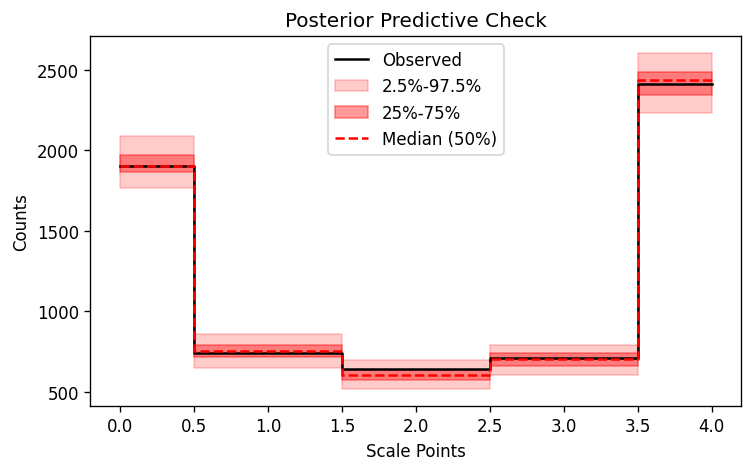 Posterior Predictive Check
Observed
2.5%-97.5%
25%-75%
Median (50%)
Counts
2500
2000
1500
1000
500
0.0 0.5 1.0 1.5 2.0 2.5 3.0 3.5 4.0
Scale Points